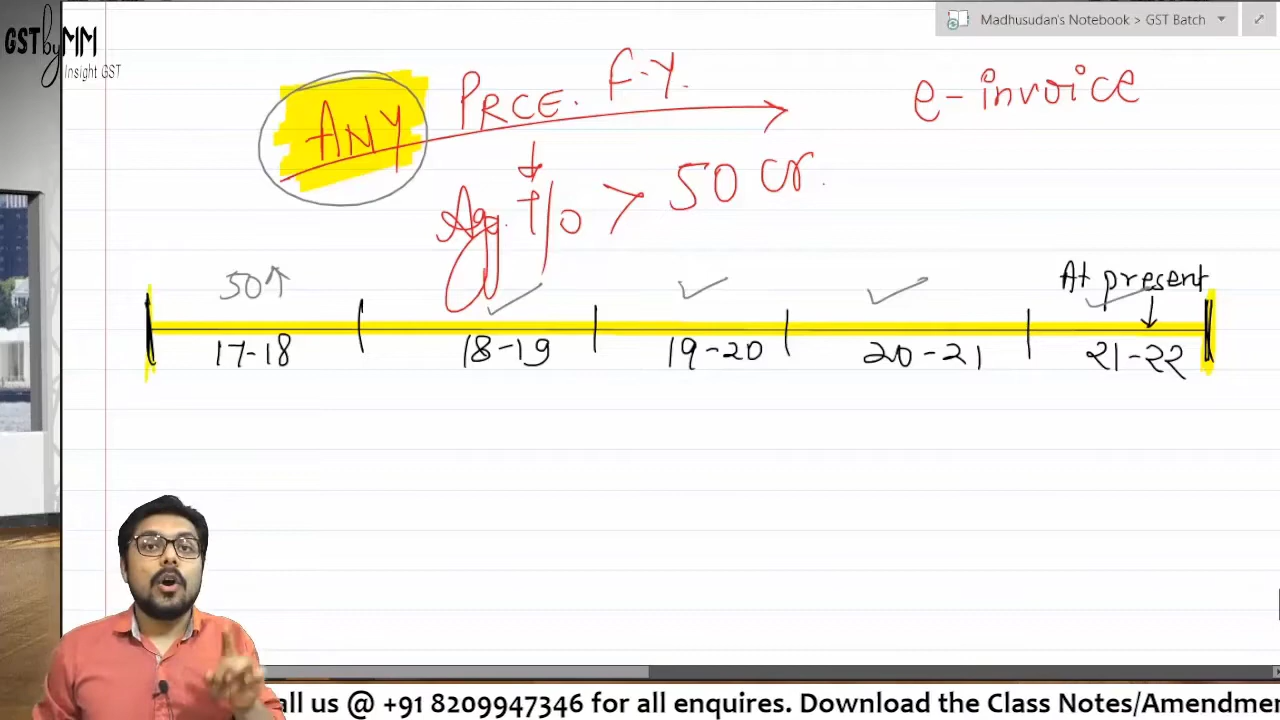 GST by MM
Insight GST
Madhusudan's Notebook > GST Batch
ANY PRCE. F.Y. e-invoice
Agg. T/O > 50 cr.
50↑ At present
17-18 18-19 19-20 20-21 21-22
all us @ +91 8209947346 for all enquires. Download the Class Notes/Amendmen